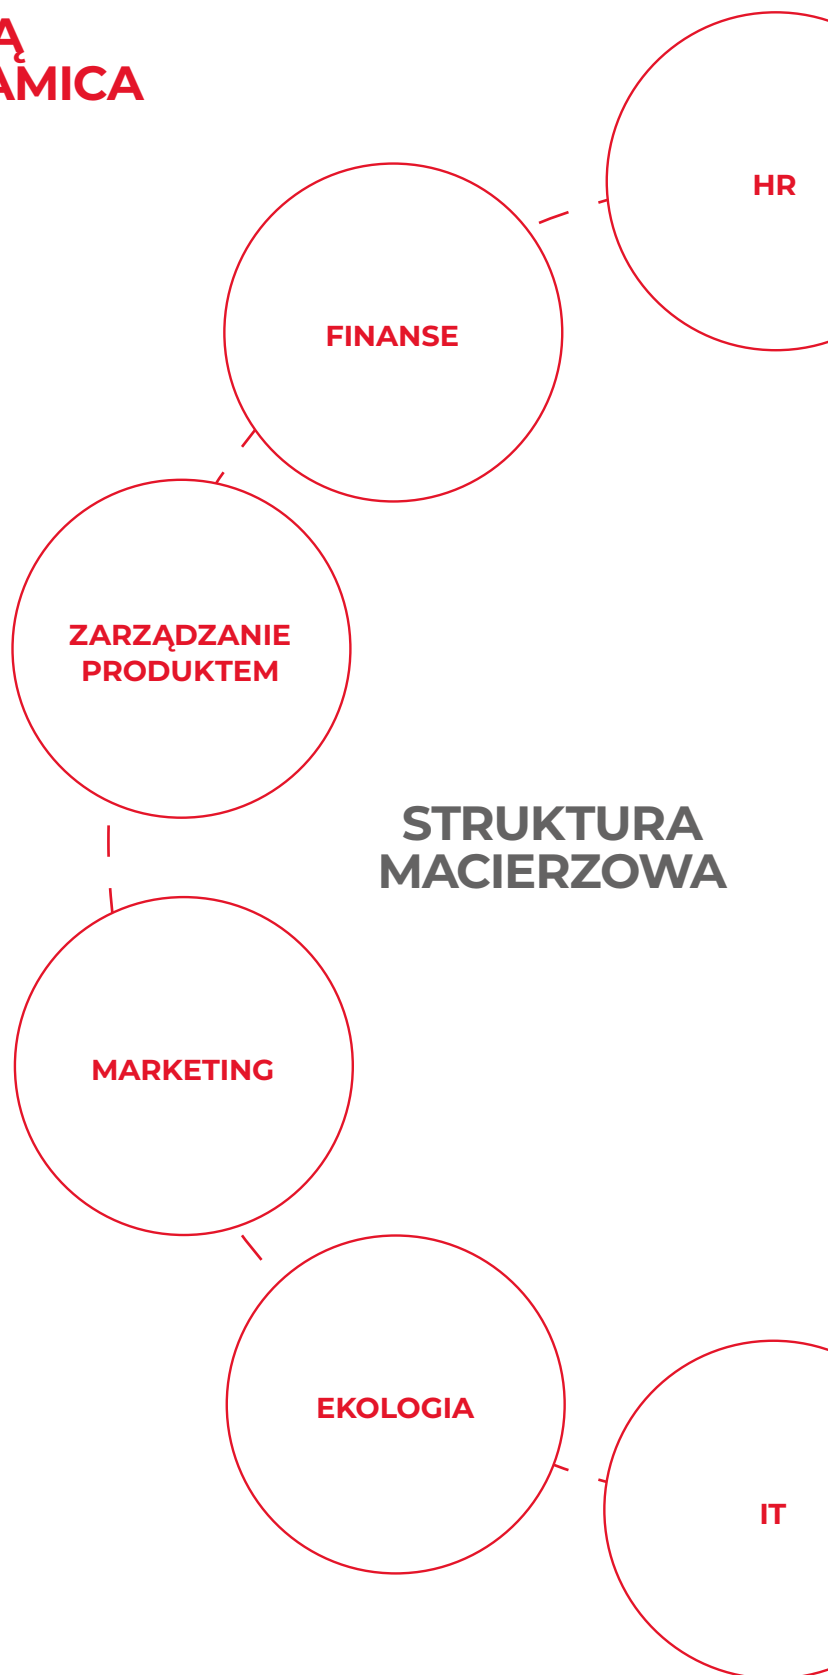 Ą
AMICA
HR
FINANSE
ZARZĄDZANIE
PRODUKTEM
STRUKTURA
MACIERZOWA
MARKETING
EKOLOGIA
IT